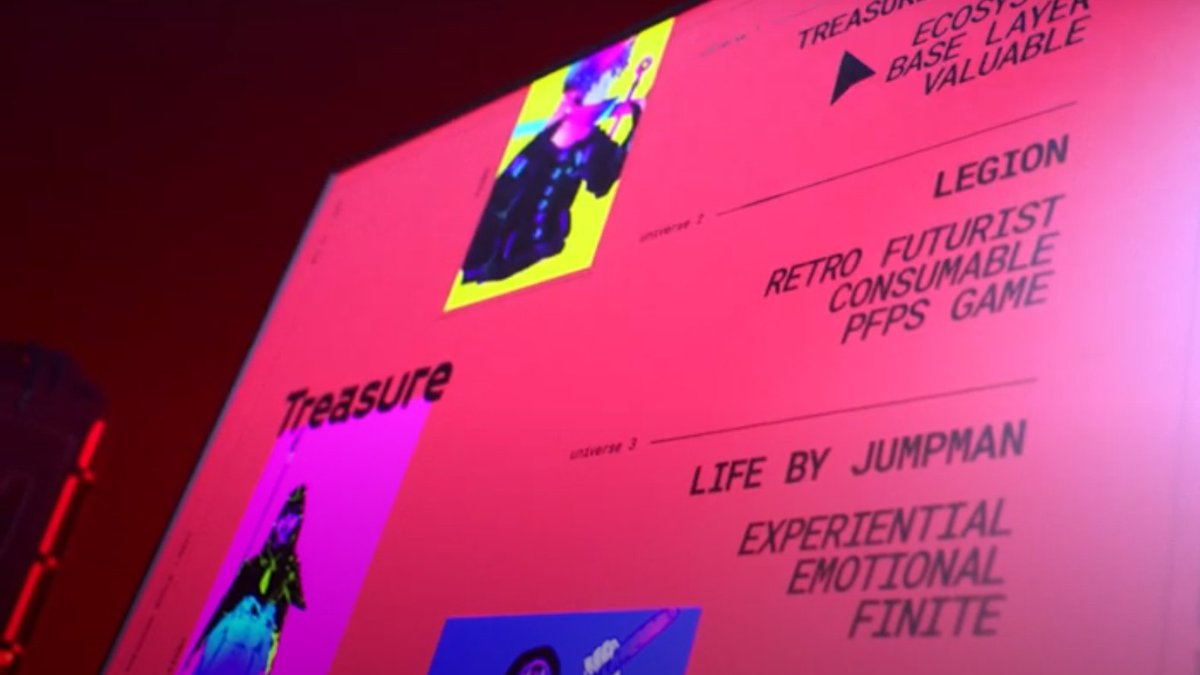 ECOSYS
BASE LAYER
VALUABLE
universe 2
LEGION
RETRO FUTURIST
CONSUMABLE
PFPS GAME
Treasure
universe 3
LIFE BY JUMPMAN
EXPERIENTIAL
EMOTIONAL
FINITE